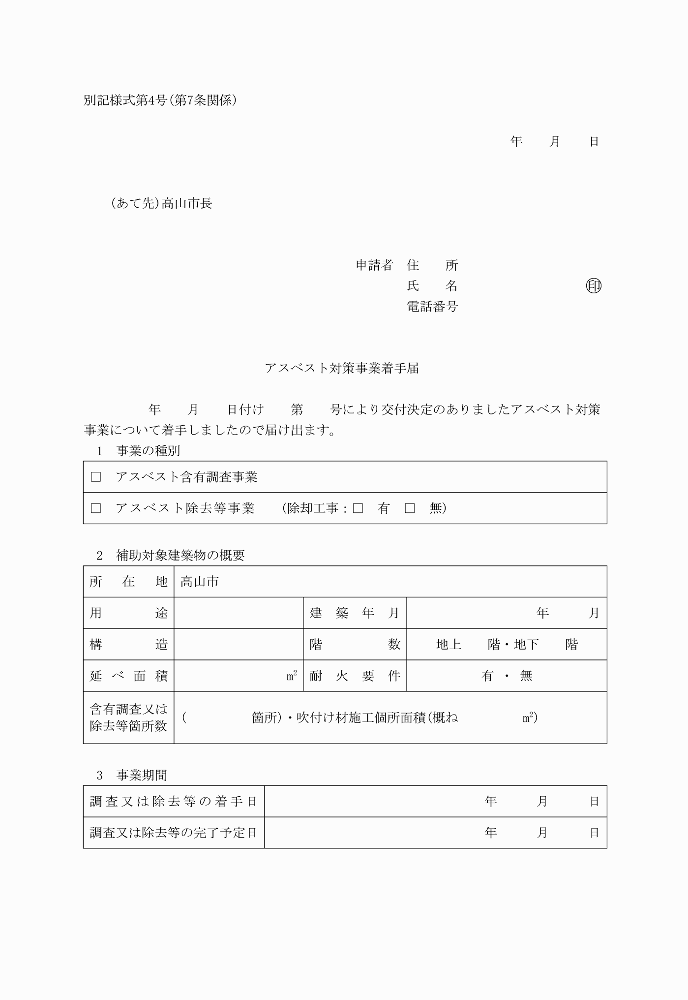 別記様式第4号(第7条関係)
年　　月　　日
(あて先)高山市長
申請者　住　　所
氏　　名　　　　　　　　　　㊞
電話番号
アスベスト対策事業着手届
年　　月　　日付け　　第　　号により交付決定のありましたアスベスト対策
事業について着手しましたので届け出ます。
1　事業の種別
□　アスベスト含有調査事業
□　アスベスト除去等事業　　(除却工事：□　有　□　無)
2　補助対象建築物の概要
所在地　高山市
用途　　建築年月　　年　　月
構造　　階数　　地上　　階・地下　　階
延べ面積　　㎡　耐火要件　　有・無
含有調査又は
除去等箇所数
(　　　　　箇所)・吹付け材施工個所面積(概ね　　　　　㎡)
3　事業期間
調査又は除去等の着手日　　年　　月　　日
調査又は除去等の完了予定日　　年　　月　　日